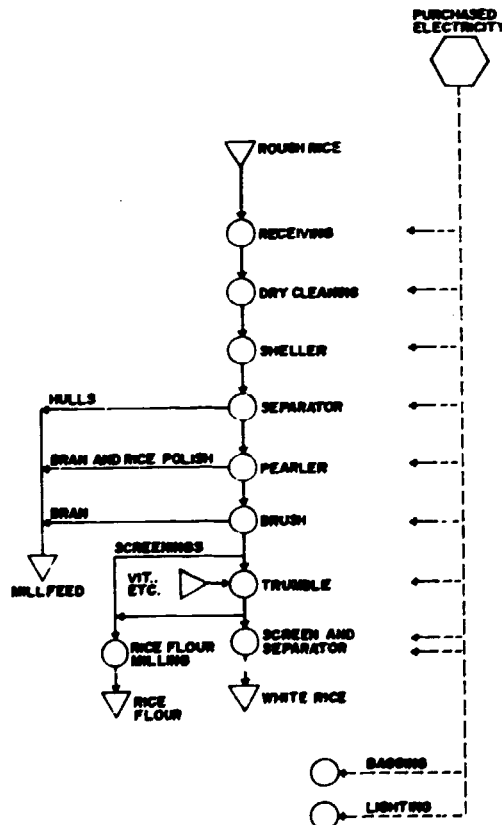 PURCHASED
ELECTRICITY
ROUGH RICE
RECEIVING
DRY CLEANING
SHELLER
HULLS
SEPARATOR
BRAN AND RICE POLISH
PEARLER
BRAN
BRUSH
SCREENINGS
MILLFEED
VIT.,
ETC.
TRUMBLE
SCREEN AND
SEPARATOR
RICE FLOUR
MILLING
RICE
FLOUR
WHITE RICE
BAGGING
LIGHTING